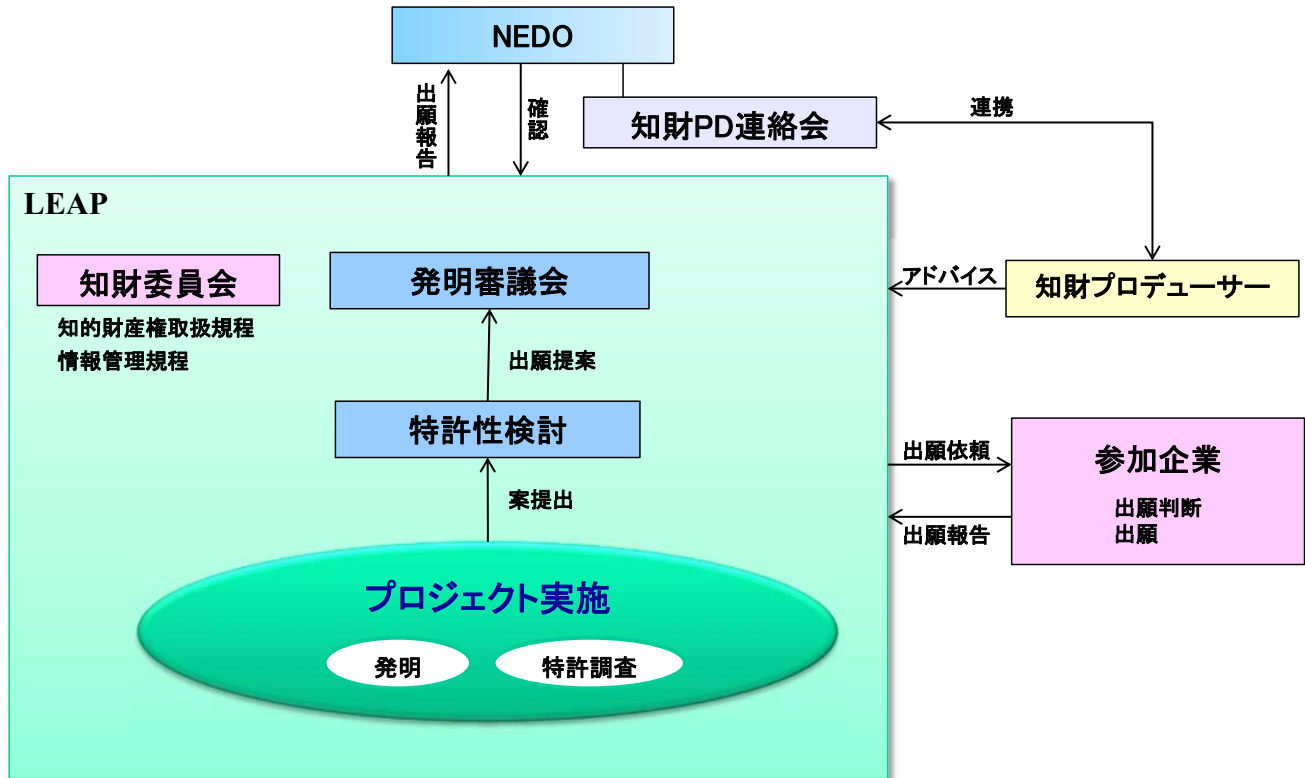 NEDO
出願報告
確認
知財PD連絡会
連携
LEAP
知財委員会
知的財産権取扱規程
情報管理規程
発明審議会
出願提案
特許性検討
案提出
プロジェクト実施
発明
特許調査
アドバイス
知財プロデューサー
出願依頼
出願報告
参加企業
出願判断
出願